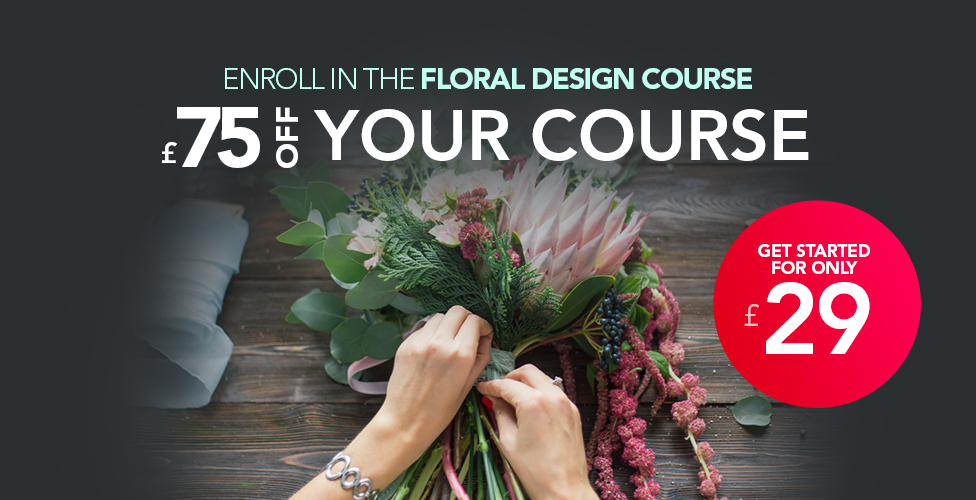 ENROLL IN THE FLORAL DESIGN COURSE
£75 OFF YOUR COURSE
GET STARTED
FOR ONLY
£29